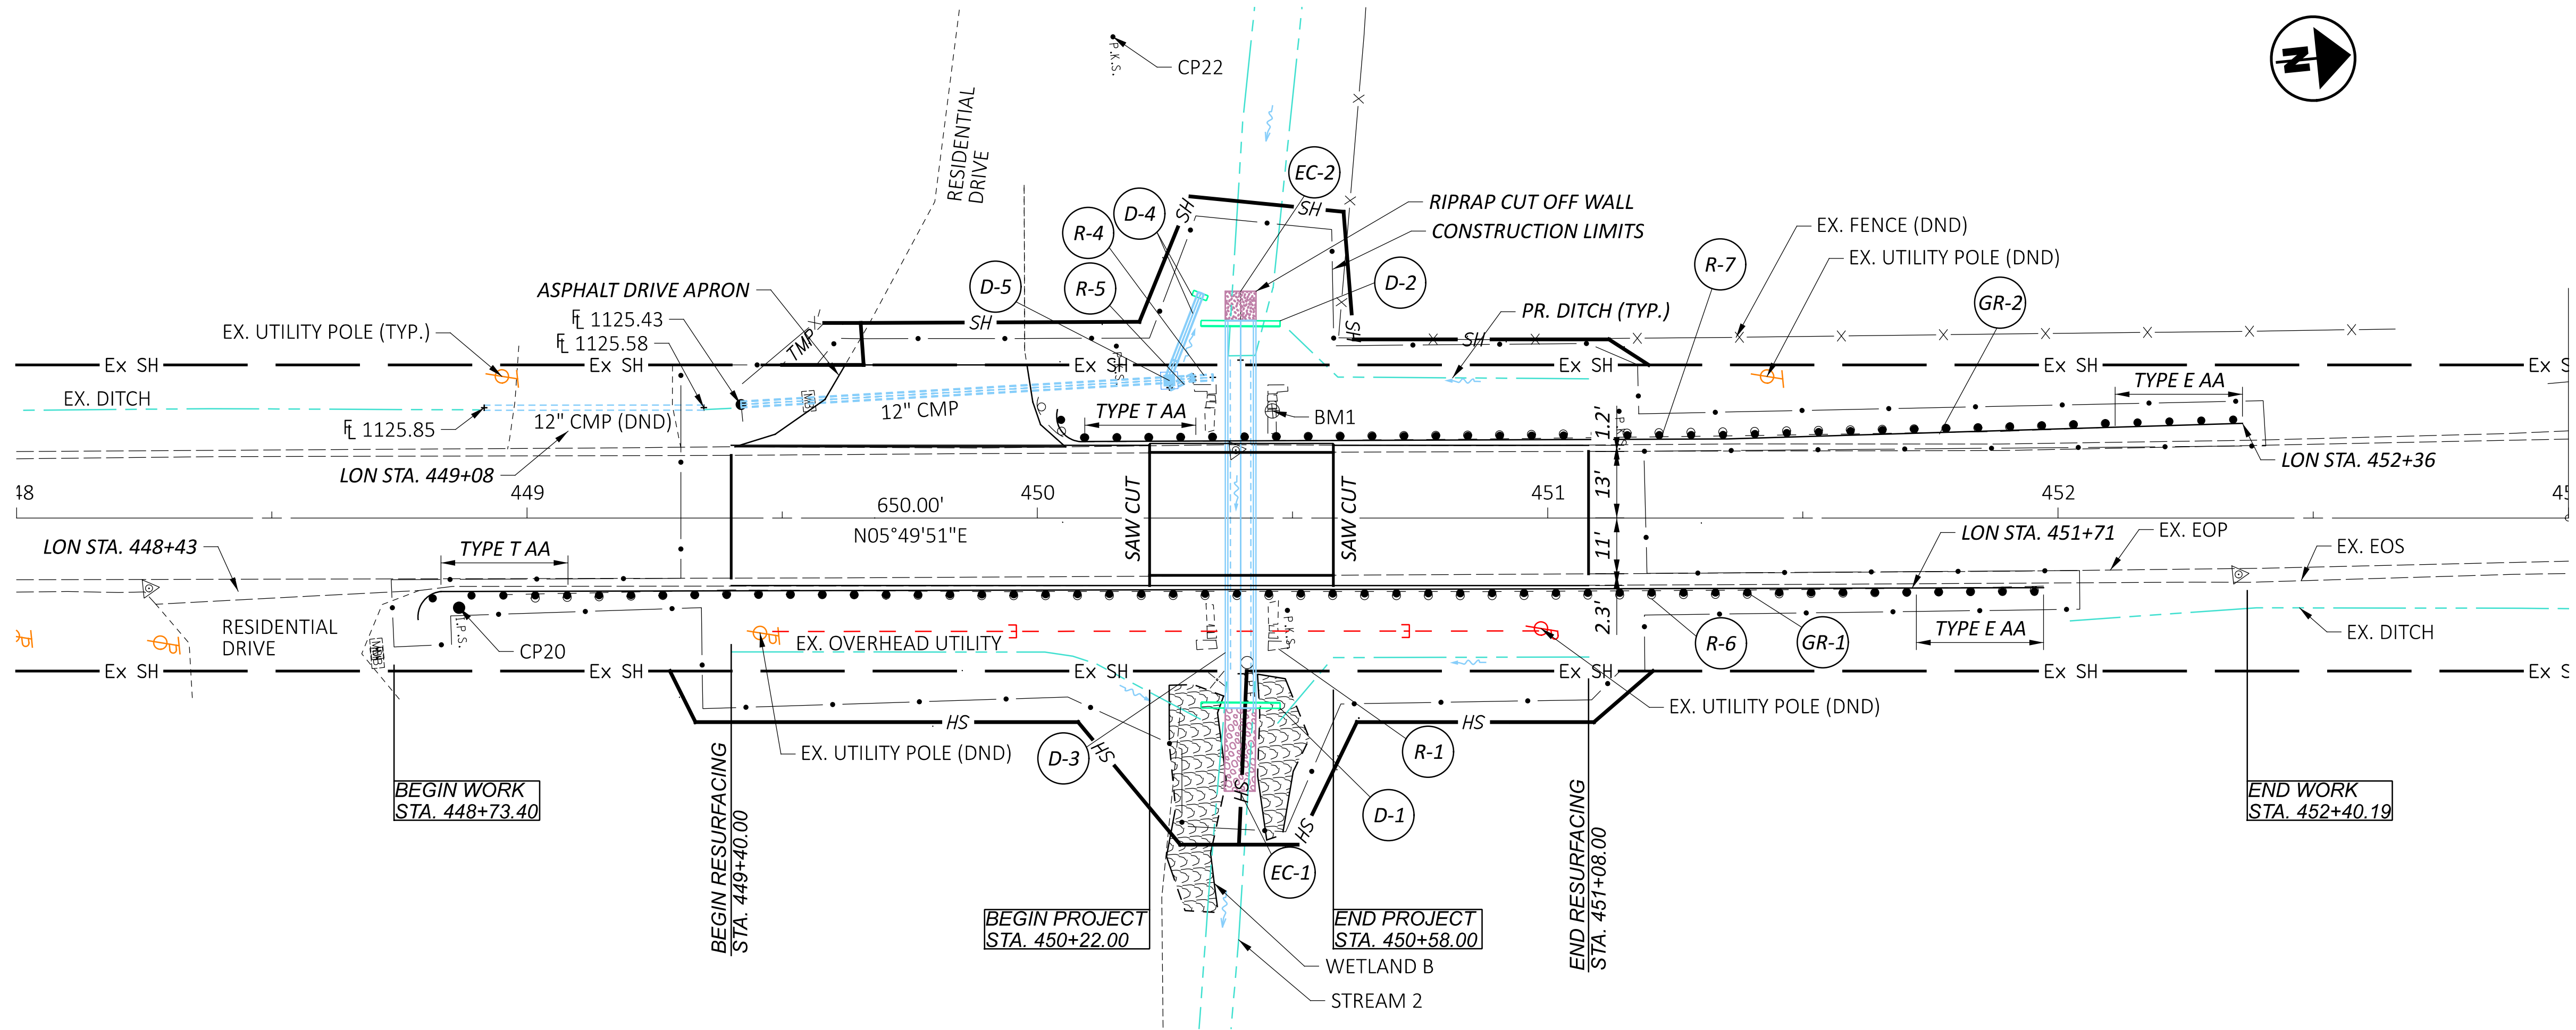 N
P.K.S.
CP22
RESIDENTIAL
DRIVE
EC-2
D-4
SH
SH
RIPRAP CUT OFF WALL
R-4
CONSTRUCTION LIMITS
EX. FENCE (DND)
R-7
EX. UTILITY POLE (DND)
D-5
R-5
D-2
ASPHALT DRIVE APRON
GR-2
FL 1125.43
PR. DITCH (TYP.)
EX. UTILITY POLE (TYP.)
SH
SH
SH
FL 1125.58
TMP
Ex SH
Ex SH
Ex SH
Ex SH
Ex SH
Ex S
P.K.S.
TYPE E AA
EX. DITCH
12" CMP
TYPE T AA
BM1
12" CMP (DND)
FL 1125.85
1.2'
LON STA. 449+08
LON STA. 452+36
13'
SAW CUT
SAW CUT
48
449
450
451
452
45
650.00'
N05°49'51"E
LON STA. 448+43
TYPE T AA
11'
LON STA. 451+71
EX. EOP
EX. EOS
2.3'
I.P.S.
P.K.S.
RESIDENTIAL
DRIVE
CP20
EX. OVERHEAD UTILITY
E
E
R-6
GR-1
TYPE E AA
EX. DITCH
Ex SH
Ex SH
Ex SH
Ex SH
Ex SH
Ex S
EX. UTILITY POLE (DND)
HS
HS
HS
EX. UTILITY POLE (DND)
D-3
R-1
BEGIN WORK
STA. 448+73.40
SH
END WORK
STA. 452+40.19
D-1
HS
BEGIN RESURFACING
STA. 449+40.00
END RESURFACING
STA. 451+08.00
EC-1
BEGIN PROJECT
STA. 450+22.00
END PROJECT
STA. 450+58.00
WETLAND B
STREAM 2